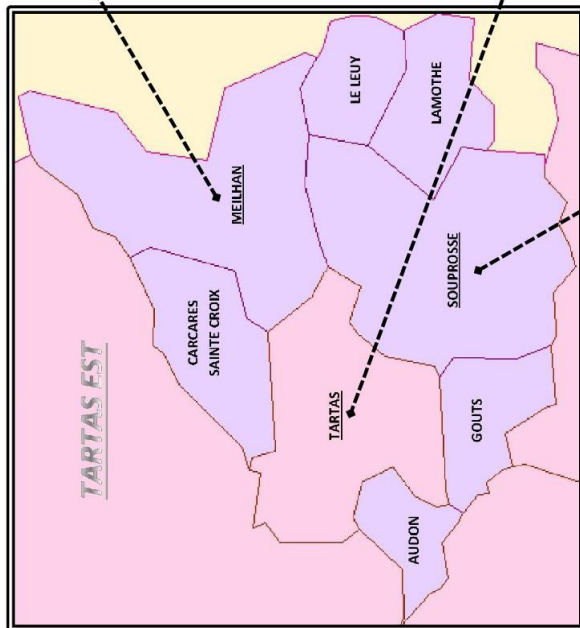 TARTAS EST
CARCARES
SAINTE CROIX
MEILHAN
LE LEUY
LAMOTHE
AUDON
TARTAS
GOUTS
SOUPROSSE